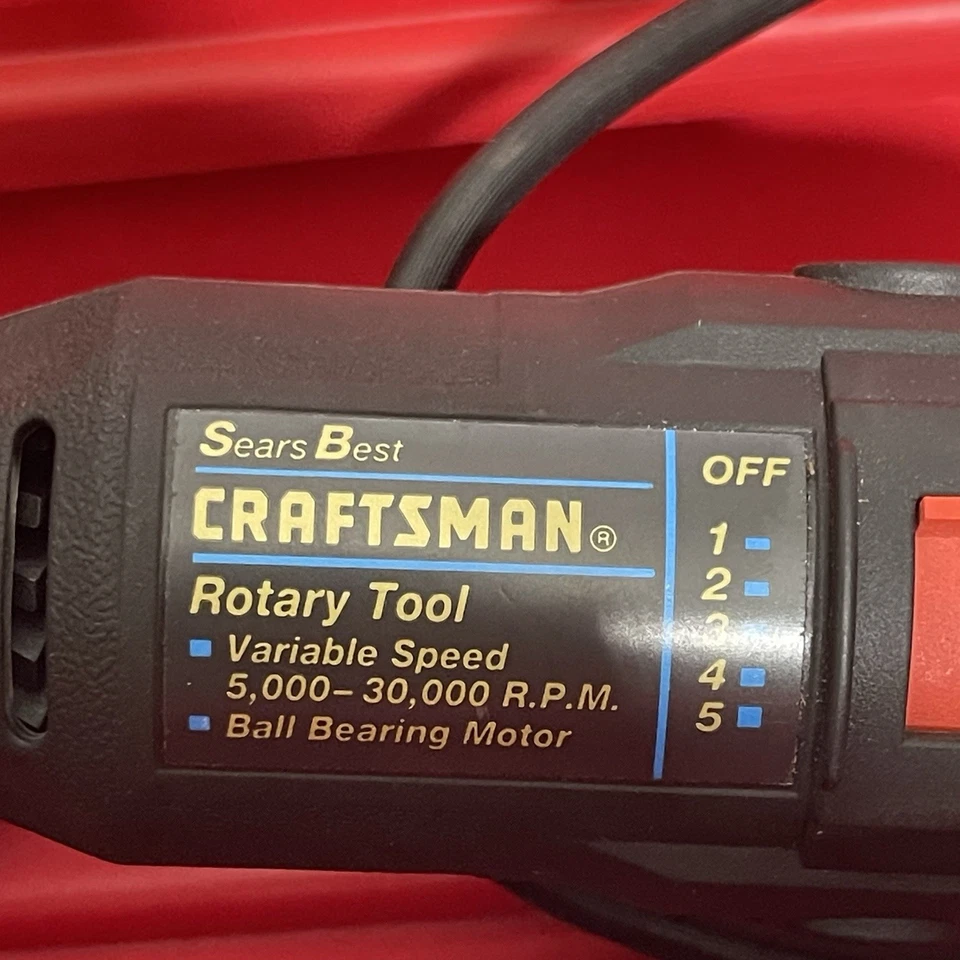 Sears Best
CRAFTSMAN®
Rotary Tool
Variable Speed
5,000–30,000 R.P.M.
Ball Bearing Motor
OFF
1
2
3
4
5